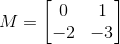 M = [ 0 1
-2 -3 ]